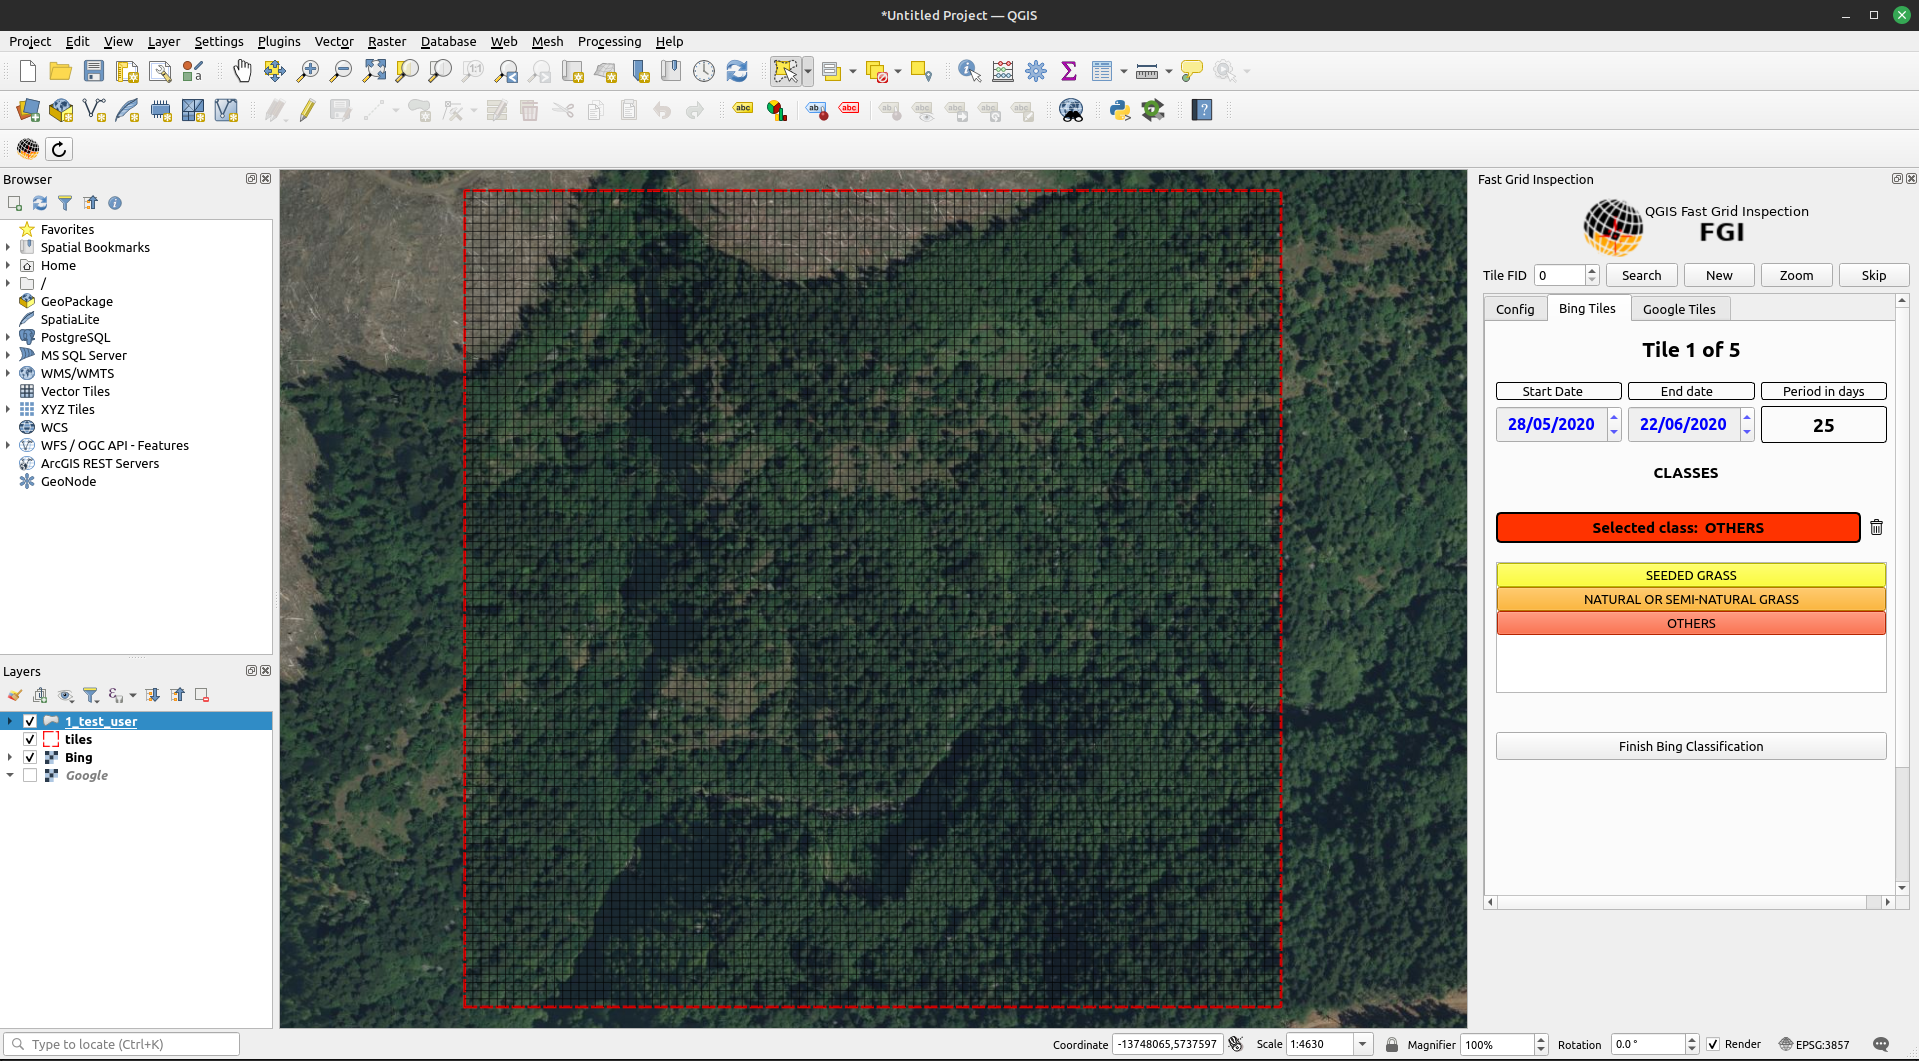 *Untitled Project — QGIS
Project Edit View Layer Settings Plugins Vector Raster Database Web Mesh Processing Help
Browser
Favorites
Spatial Bookmarks
Home
/
GeoPackage
SpatiaLite
PostgreSQL
MS SQL Server
WMS/WMTS
Vector Tiles
XYZ Tiles
WCS
WFS / OGC API - Features
ArcGIS REST Servers
GeoNode
Layers
1_test_user
tiles
Bing
Google
Fast Grid Inspection
QGIS Fast Grid Inspection
FGI
Tile FID 0 Search New Zoom Skip
Config Bing Tiles Google Tiles
Tile 1 of 5
Start Date End date Period in days
28/05/2020 22/06/2020 25
CLASSES
Selected class: OTHERS
SEEDED GRASS
NATURAL OR SEMI-NATURAL GRASS
OTHERS
Finish Bing Classification
Type to locate (Ctrl+K) Coordinate -13748065,5737597 Scale 1:4630 Magnifier 100% Rotation 0.0 ° Render EPSG:3857